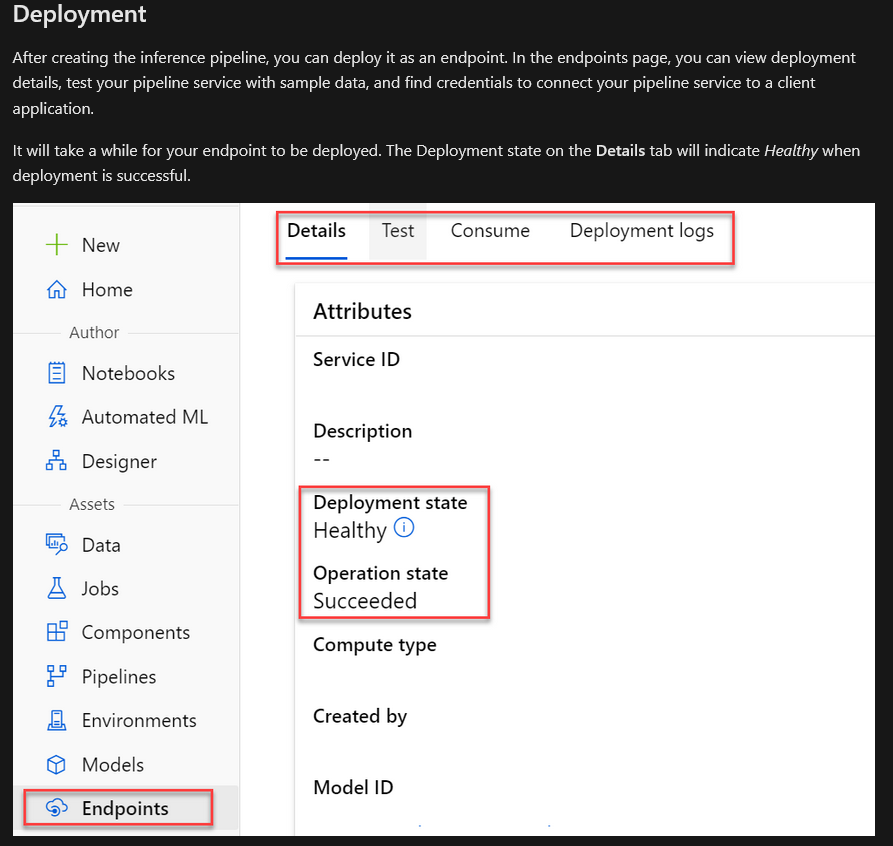 Deployment
After creating the inference pipeline, you can deploy it as an endpoint. In the endpoints page, you can view deployment
details, test your pipeline service with sample data, and find credentials to connect your pipeline service to a client
application.
It will take a while for your endpoint to be deployed. The Deployment state on the Details tab will indicate Healthy when
deployment is successful.
New
Home
Author
Notebooks
Automated ML
Designer
Assets
Data
Jobs
Components
Pipelines
Environments
Models
Endpoints
Details Test Consume Deployment logs
Attributes
Service ID
Description
--
Deployment state
Healthy
Operation state
Succeeded
Compute type
Created by
Model ID